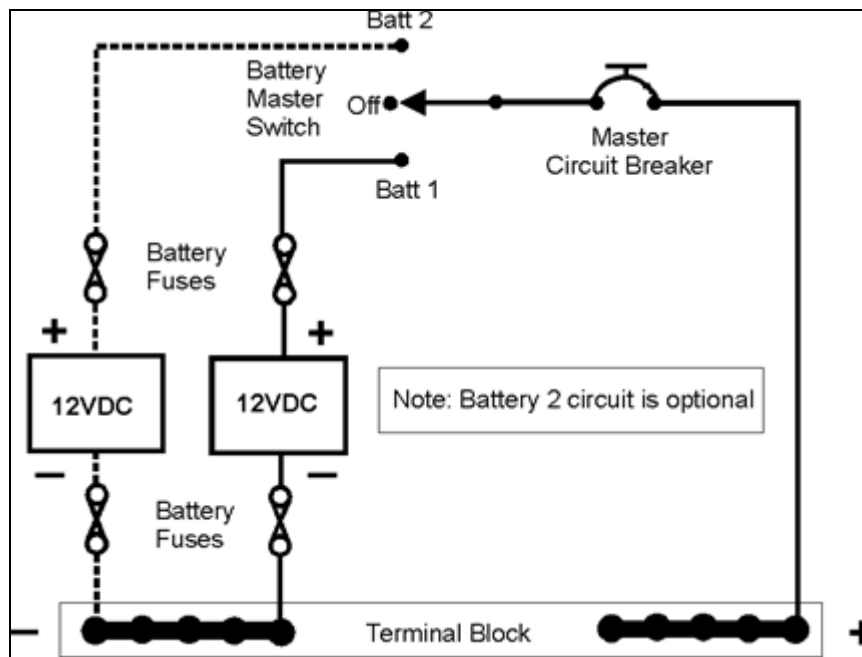 Batt 2
Battery
Master
Switch
Off
Master
Circuit Breaker
Batt 1
Battery
Fuses
+
+
12VDC
12VDC
Note: Battery 2 circuit is optional
−
−
Battery
Fuses
−
Terminal Block
+